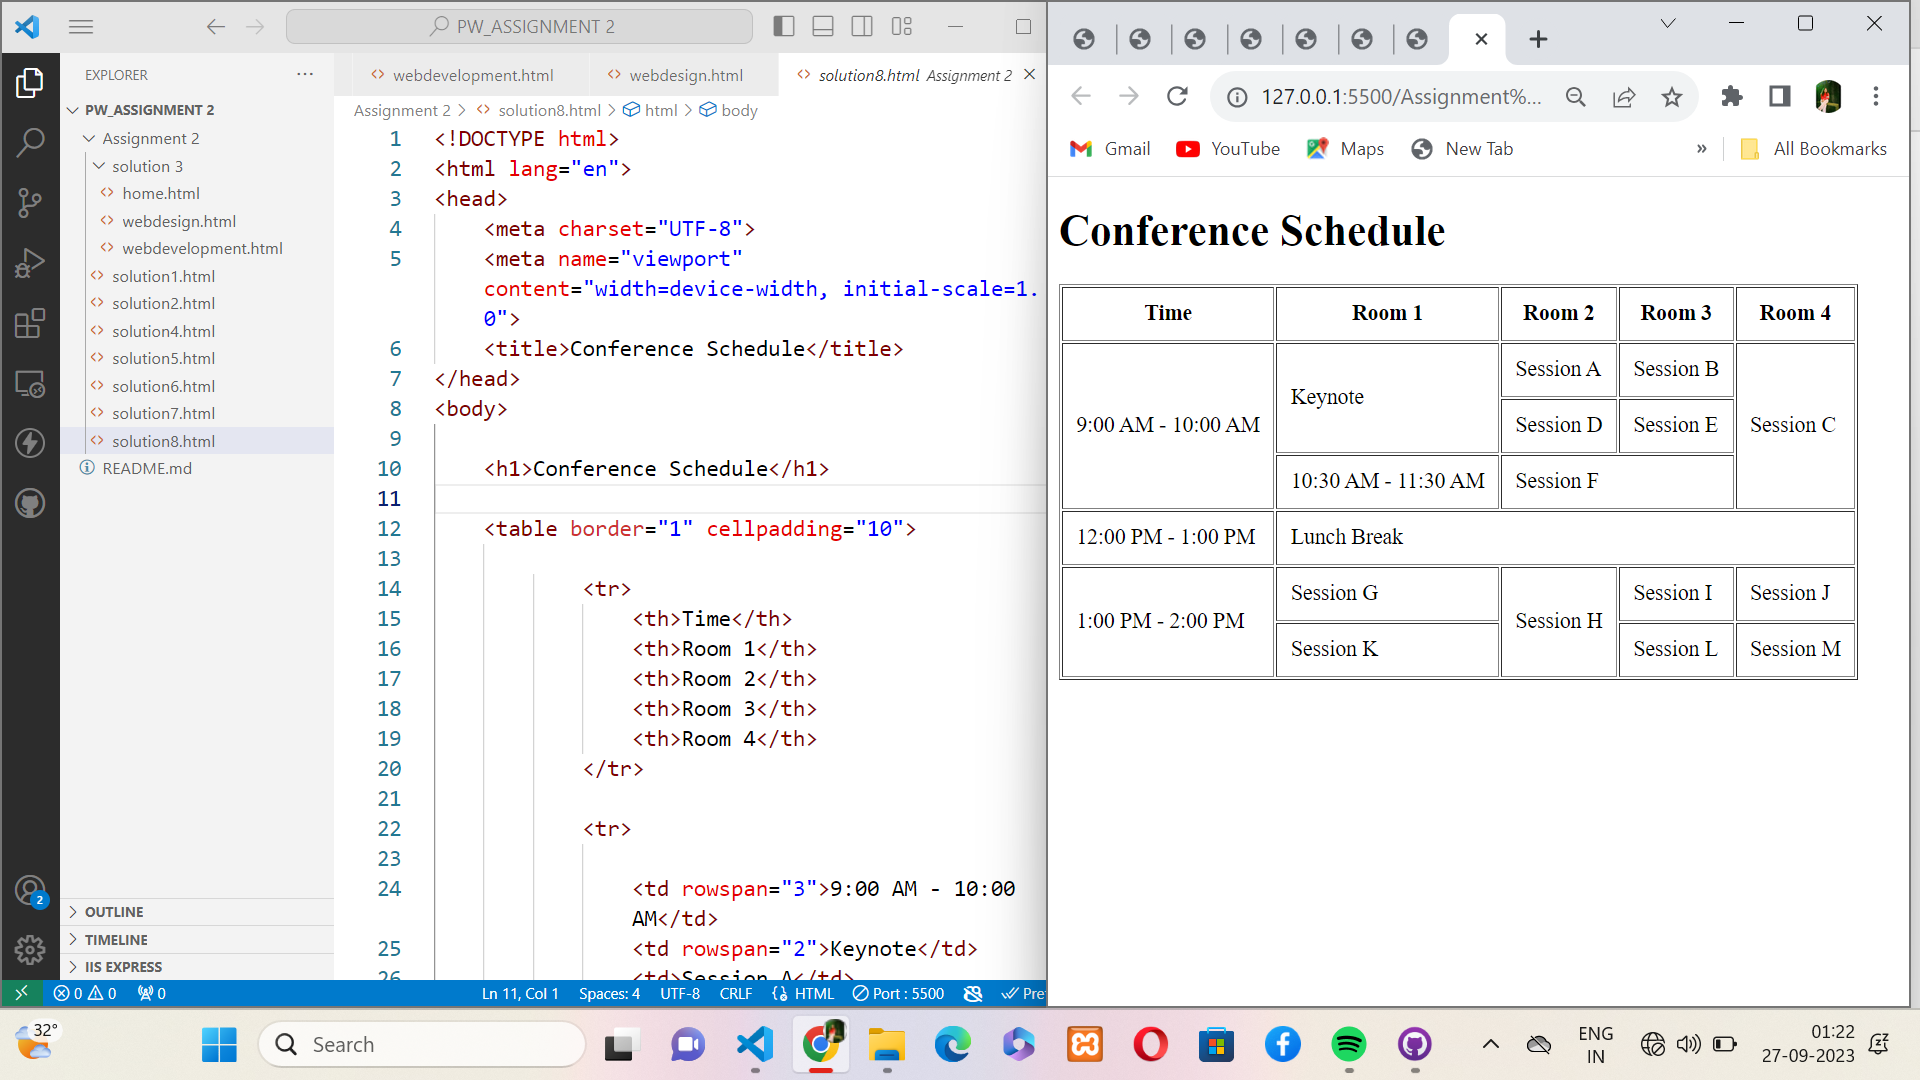 PW_ASSIGNMENT 2
EXPLORER
PW_ASSIGNMENT 2
Assignment 2
solution 3
home.html
webdesign.html
webdevelopment.html
solution1.html
solution2.html
solution4.html
solution5.html
solution6.html
solution7.html
solution8.html
README.md
OUTLINE
TIMELINE
IIS EXPRESS
2
webdevelopment.html
webdesign.html
solution8.html Assignment 2
Assignment 2 > solution8.html > html > body
1 <!DOCTYPE html>
2 <html lang="en">
3 <head>
4 <meta charset="UTF-8">
5 <meta name="viewport"
content="width=device-width, initial-scale=1.
0">
6 <title>Conference Schedule</title>
7 </head>
8 <body>
9
10 <h1>Conference Schedule</h1>
11
12 <table border="1" cellpadding="10">
13
14 <tr>
15 <th>Time</th>
16 <th>Room 1</th>
17 <th>Room 2</th>
18 <th>Room 3</th>
19 <th>Room 4</th>
20 </tr>
21
22 <tr>
23
24 <td rowspan="3">9:00 AM - 10:00
AM</td>
25 <td rowspan="2">Keynote</td>
26 <td>Session A</td>
0 0 0
Ln 11, Col 1 Spaces: 4 UTF-8 CRLF HTML Port : 5500 Pre
127.0.0.1:5500/Assignment%...
Gmail YouTube Maps New Tab » All Bookmarks
Conference Schedule
Time Room 1 Room 2 Room 3 Room 4
9:00 AM - 10:00 AM Keynote Session A Session B Session C
Session D Session E
10:30 AM - 11:30 AM Session F
12:00 PM - 1:00 PM Lunch Break
1:00 PM - 2:00 PM Session G Session H Session I Session J
Session K Session L Session M
32°
Search
ENG
IN
01:22
27-09-2023